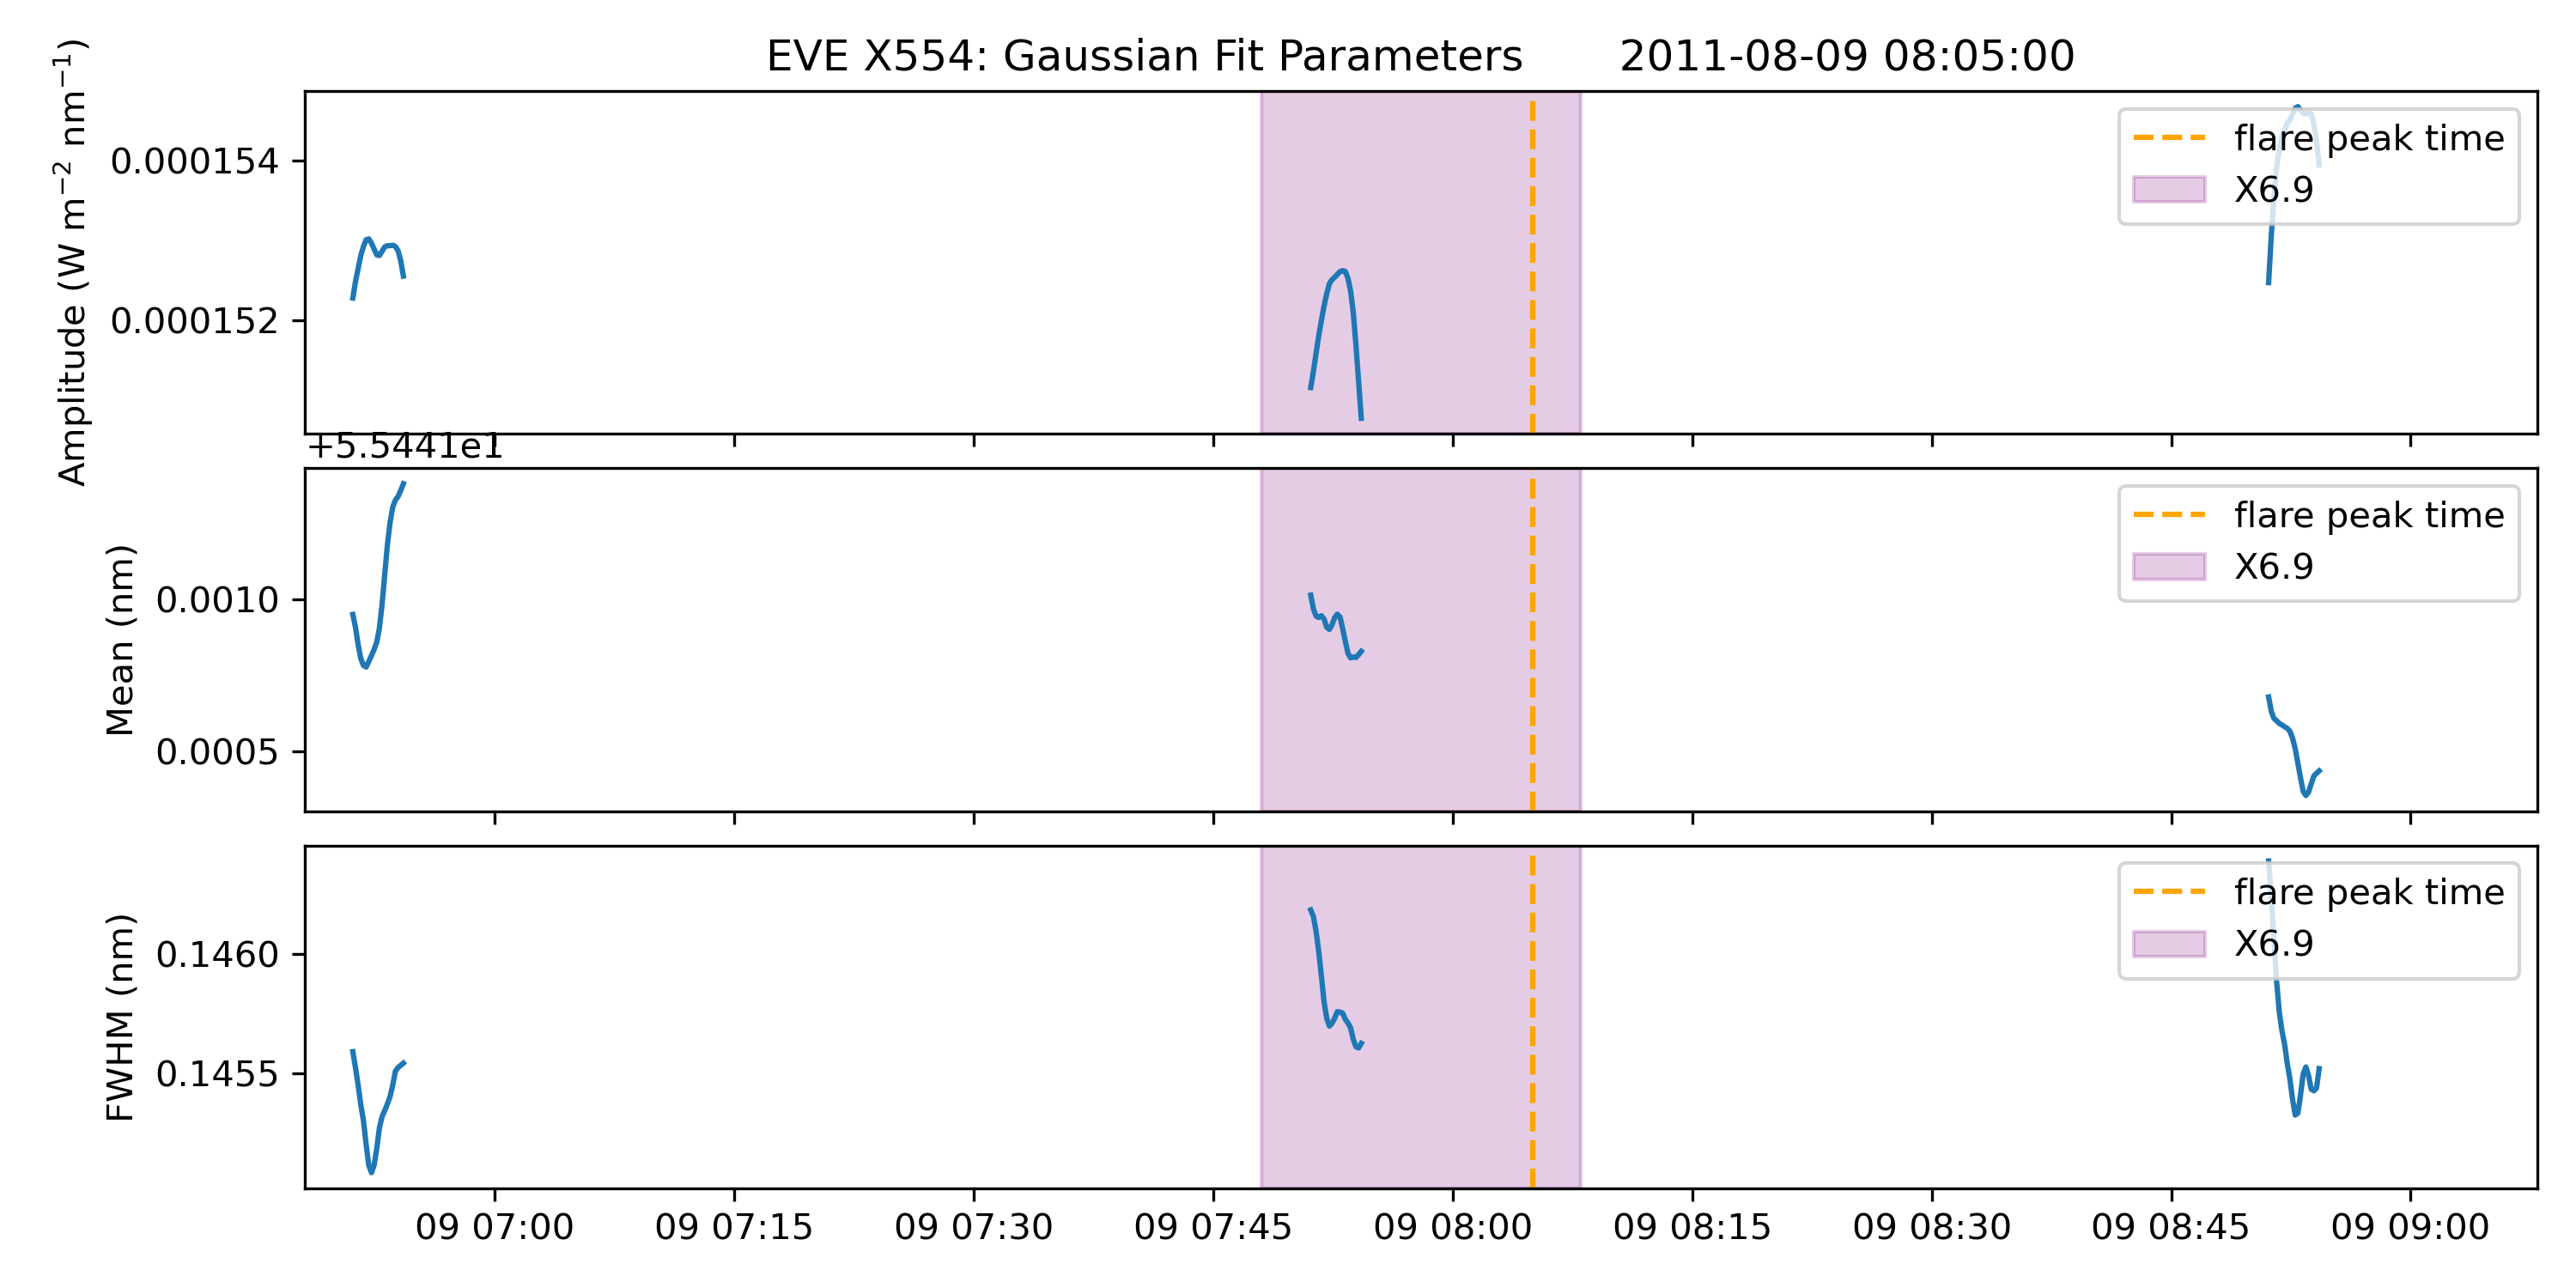 EVE X554: Gaussian Fit Parameters 2011-08-09 08:05:00
Amplitude (W m⁻² nm⁻¹)
0.000154
0.000152
flare peak time
X6.9
+5.5441e1
Mean (nm)
0.0010
0.0005
flare peak time
X6.9
FWHM (nm)
0.1460
0.1455
flare peak time
X6.9
09 07:00 09 07:15 09 07:30 09 07:45 09 08:00 09 08:15 09 08:30 09 08:45 09 09:00